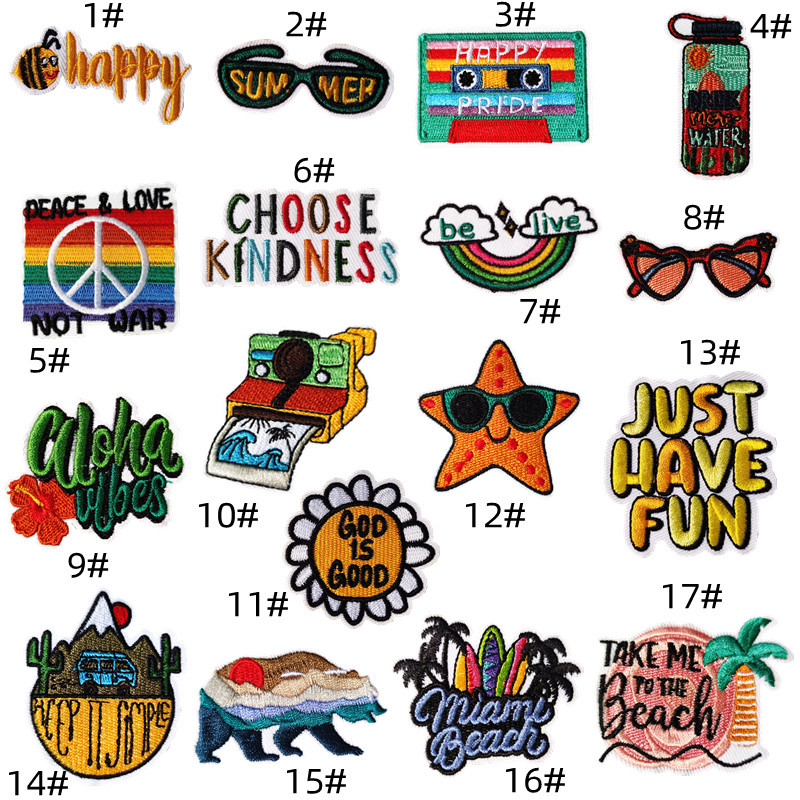 1#
happy
2#
SUMMER
3#
HAPPY
PRIDE
4#
DRINK
MORE
WATER
PEACE & LOVE
NOT WAR
5#
6#
CHOOSE
KINDNESS
be live
7#
8#
Aloha
vibes
9#
10#
GOD
IS
GOOD
11#
12#
13#
JUST
HAVE
FUN
KEEP IT SIMPLE
14#
15#
Miami
Beach
16#
17#
TAKE ME
TO THE
Beach